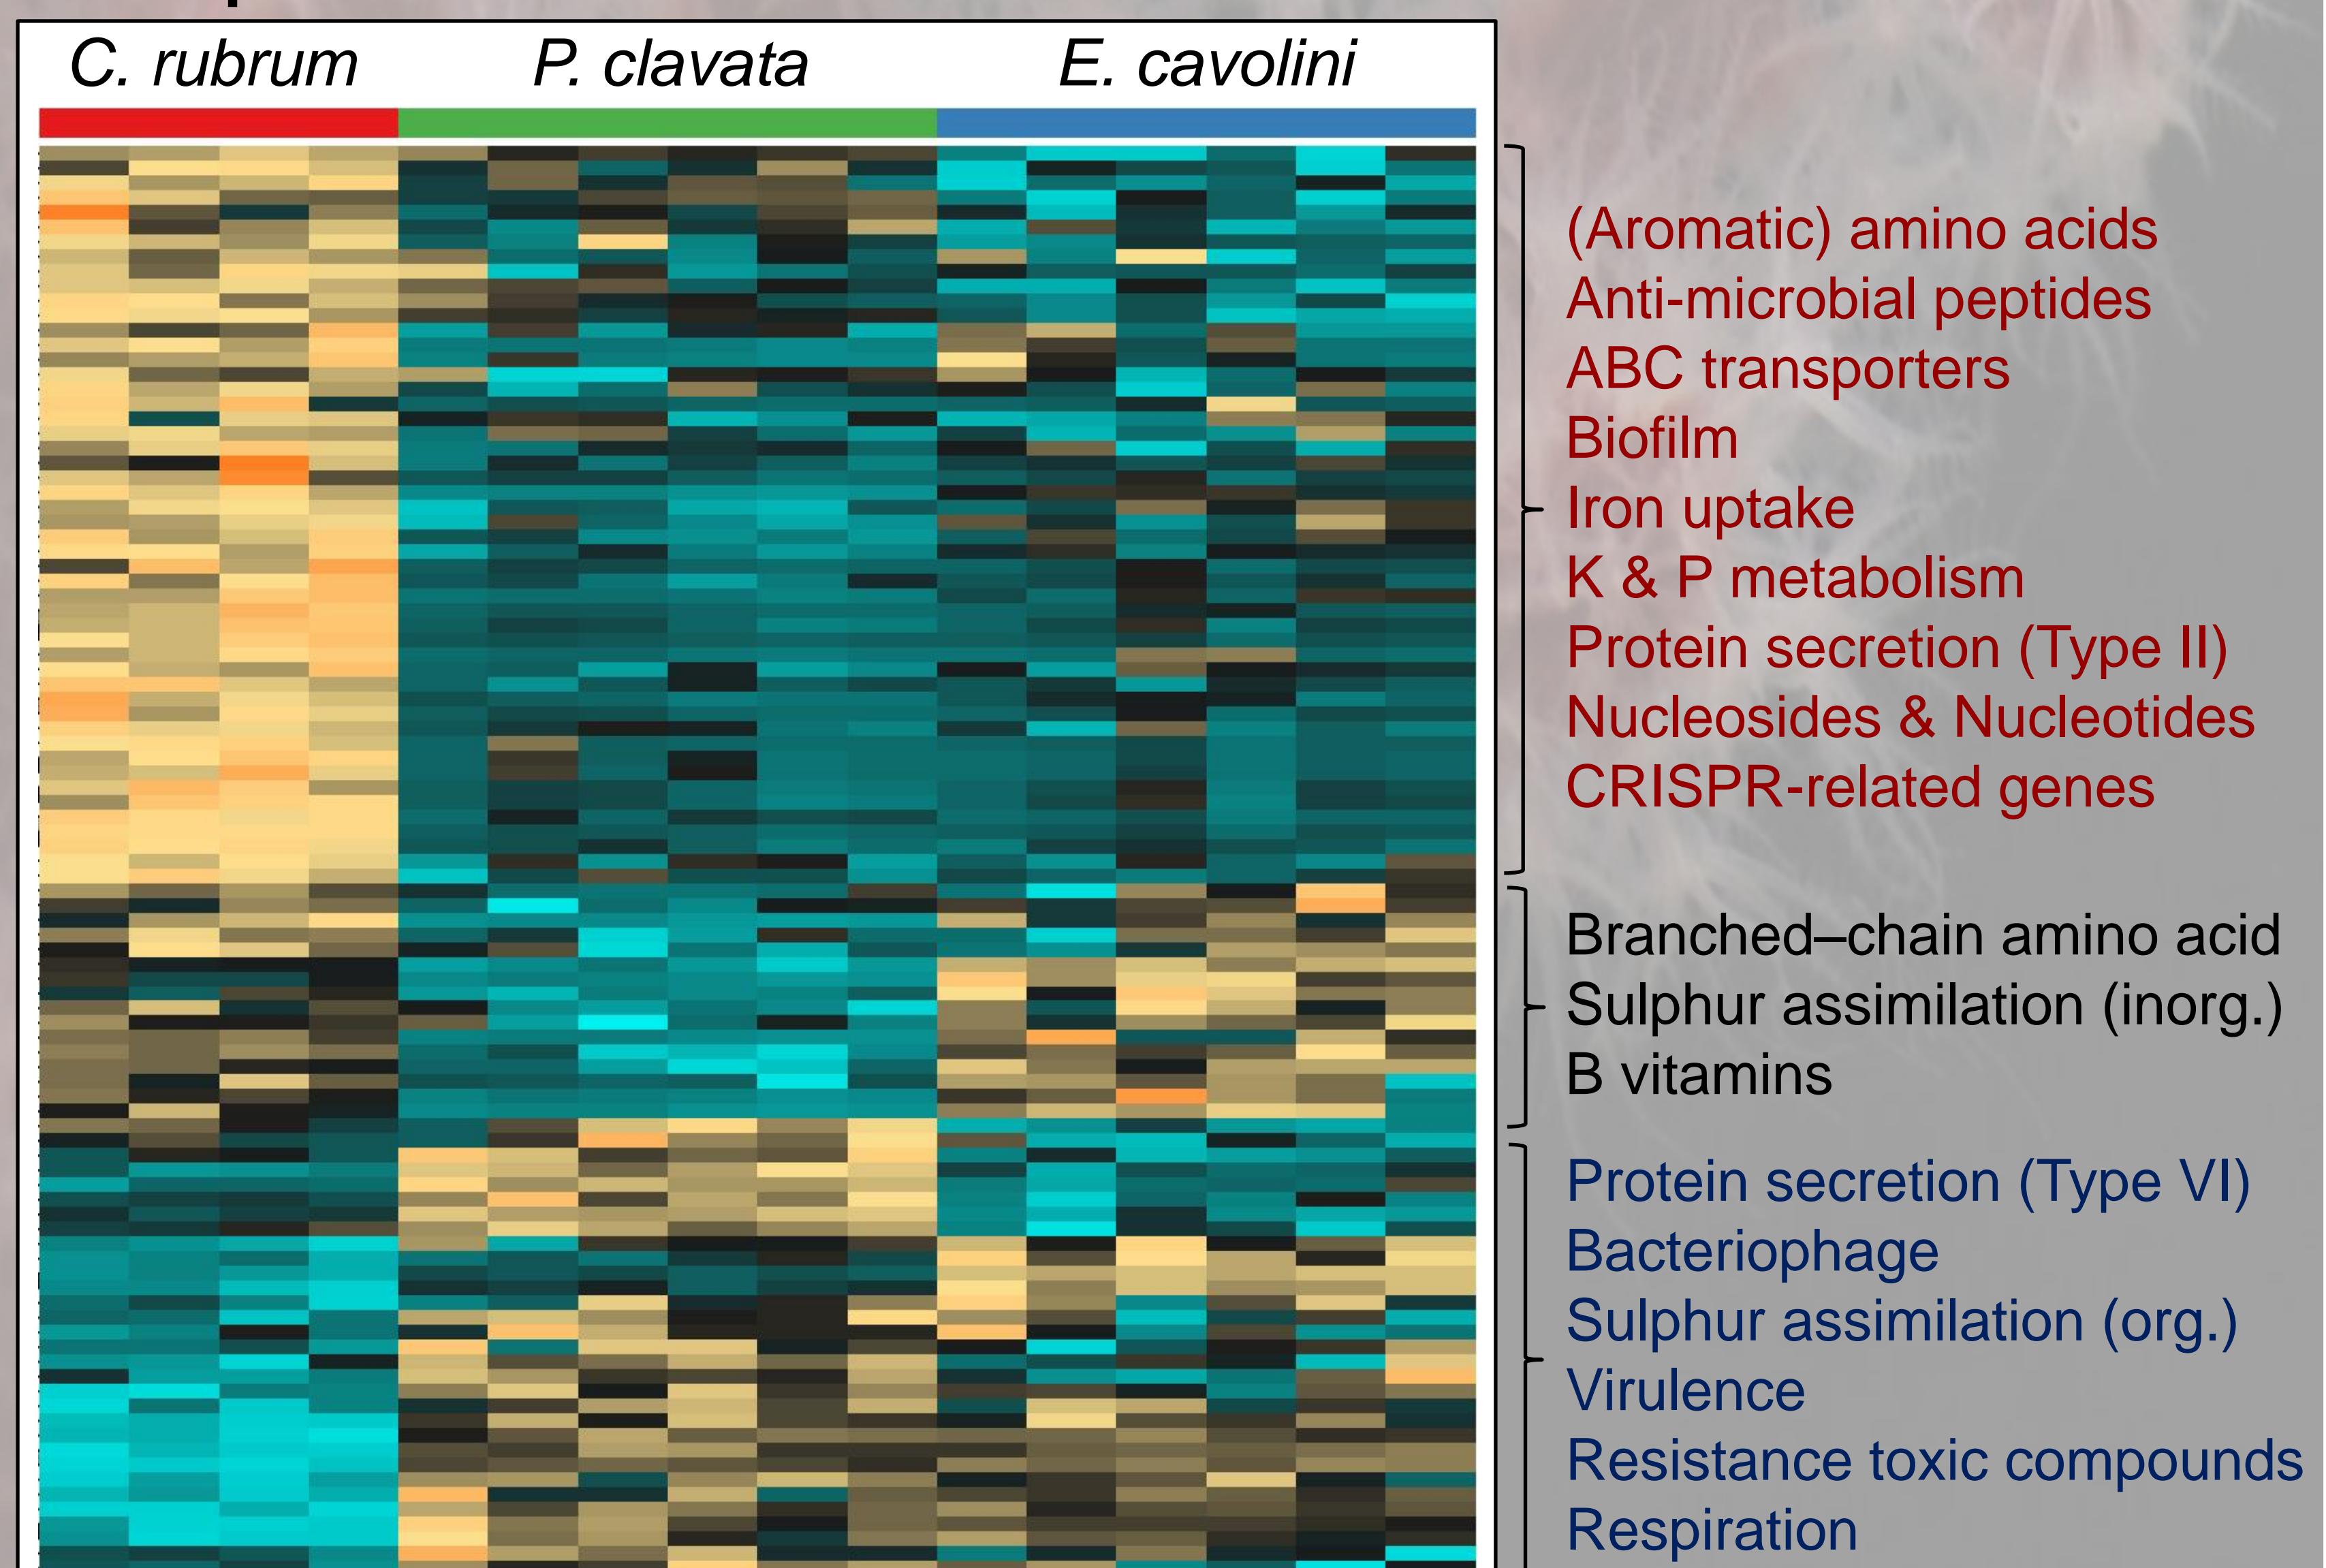 C. rubrum P. clavata E. cavolini
(Aromatic) amino acids
Anti-microbial peptides
ABC transporters
Biofilm
Iron uptake
K & P metabolism
Protein secretion (Type II)
Nucleosides & Nucleotides
CRISPR-related genes
Branched–chain amino acid
Sulphur assimilation (inorg.)
B vitamins
Protein secretion (Type VI)
Bacteriophage
Sulphur assimilation (org.)
Virulence
Resistance toxic compounds
Respiration